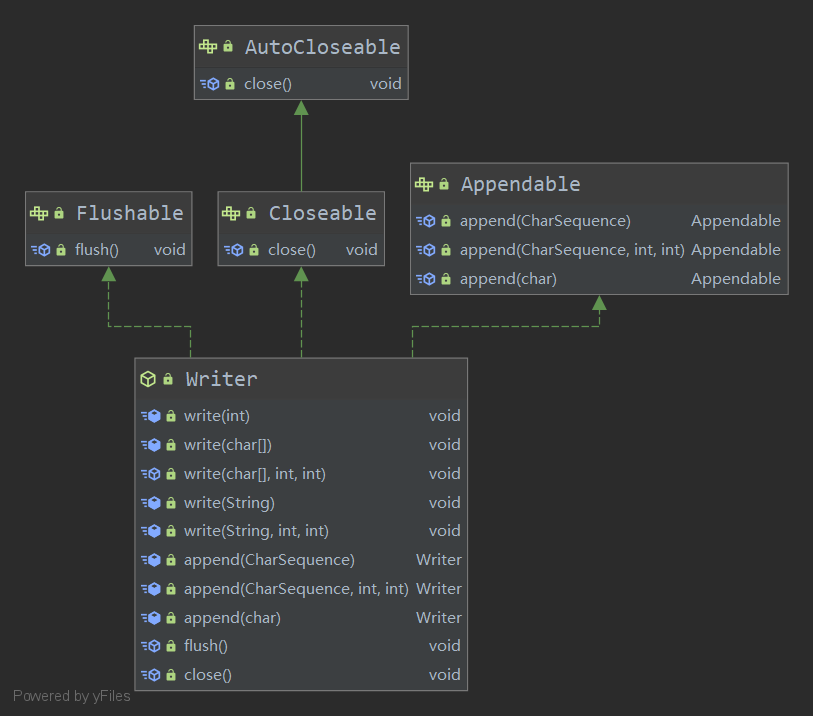 AutoCloseable
close() void
Flushable
flush() void
Closeable
close() void
Appendable
append(CharSequence) Appendable
append(CharSequence, int, int) Appendable
append(char) Appendable
Writer
write(int) void
write(char[]) void
write(char[], int, int) void
write(String) void
write(String, int, int) void
append(CharSequence) Writer
append(CharSequence, int, int) Writer
append(char) Writer
flush() void
close() void
Powered by yFiles